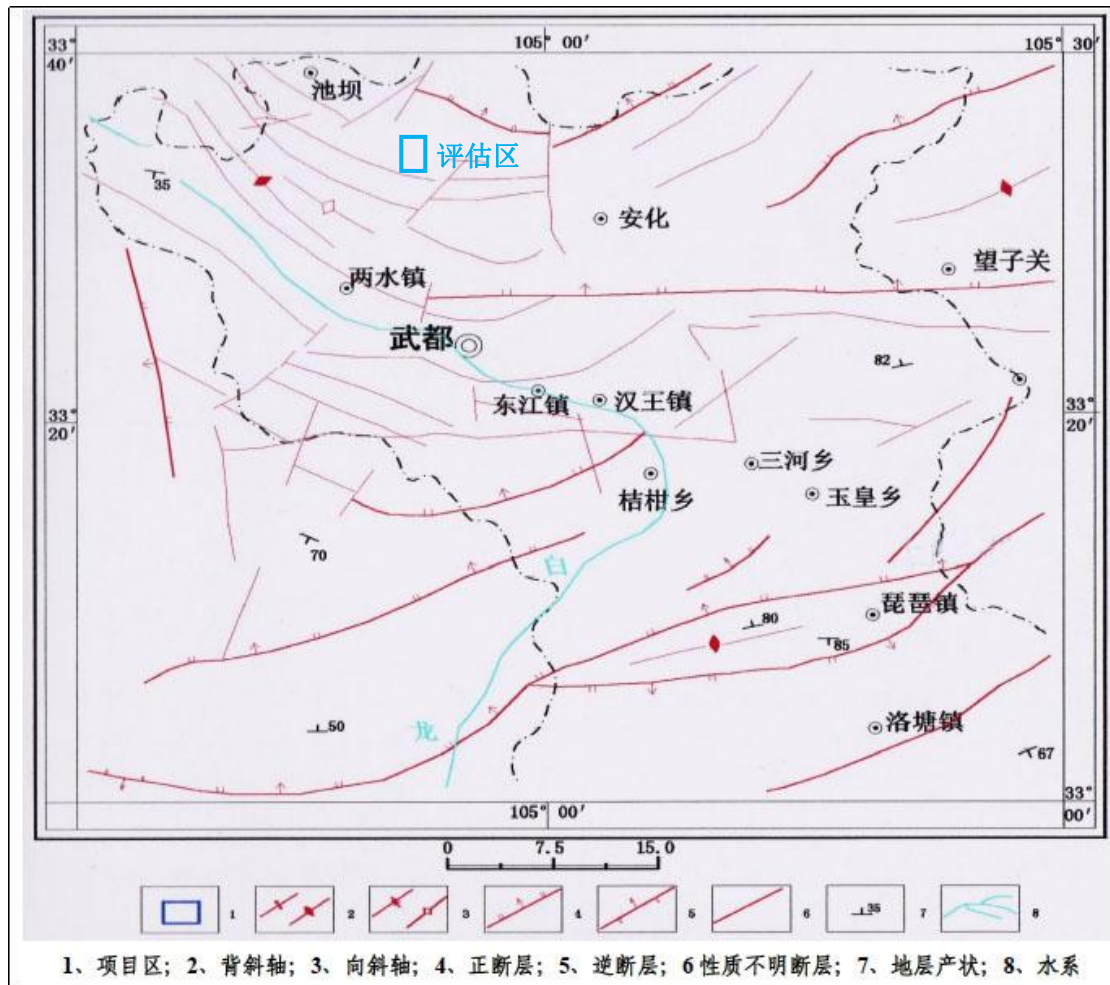 33°
40′
105° 00′
105° 30′
池坝
评估区
35
安化
望子关
两水镇
武都
82
东江镇
汉王镇
33°
20′
33°
20′
三河乡
桔柑乡
玉皇乡
70
白
琵琶镇
80
85
龙
50
洛塘镇
67
33°
00′
105° 00′
0 7.5 15.0
1 2 3 4 5 6 35 7 8
1、项目区；2、背斜轴；3、向斜轴；4、正断层；5、逆断层；6 性质不明断层；7、地层产状；8、水系